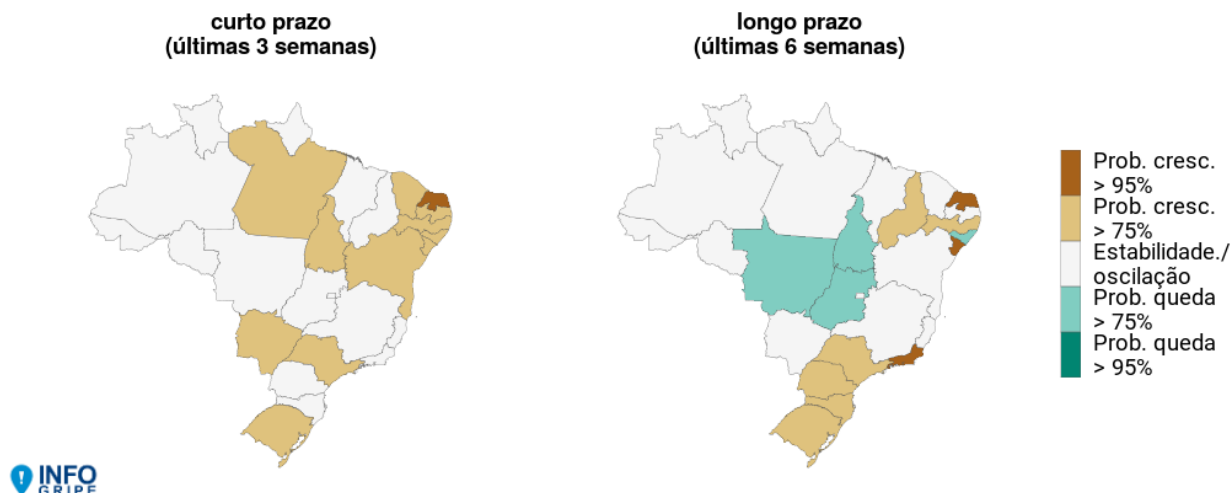 curto prazo
(últimas 3 semanas)
longo prazo
(últimas 6 semanas)
Prob. cresc.
> 95%
Prob. cresc.
> 75%
Estabilidade./
oscilação
Prob. queda
> 75%
Prob. queda
> 95%
INFO
GRIPE